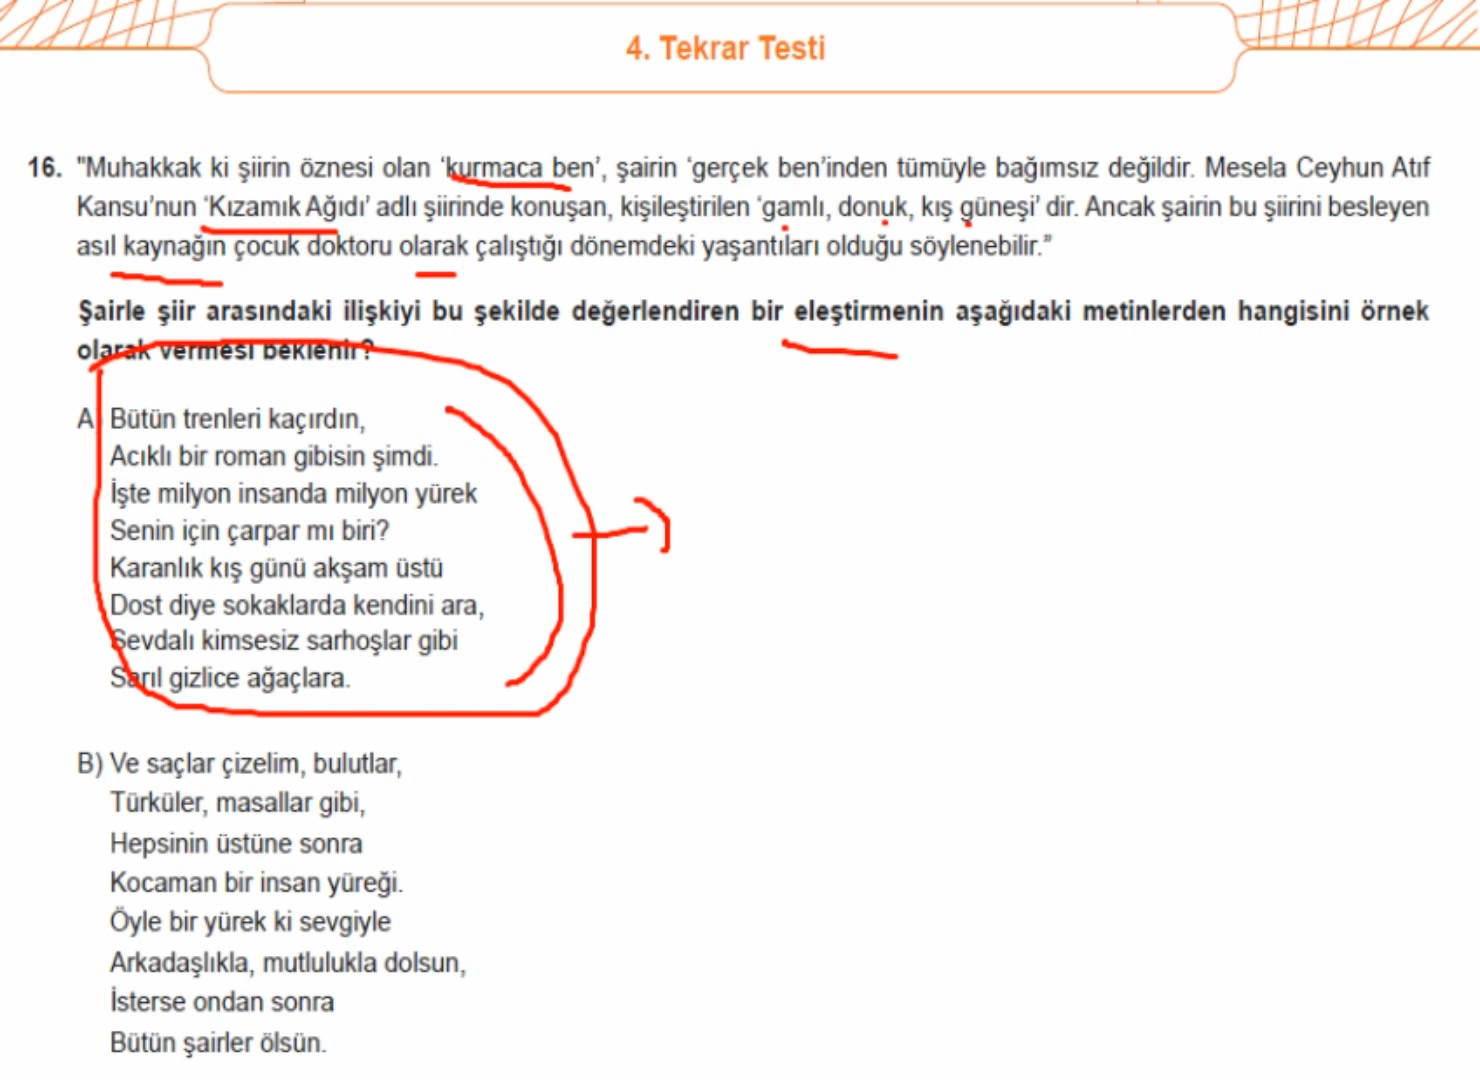 4. Tekrar Testi
16. "Muhakkak ki şiirin öznesi olan ‘kurmaca ben’, şairin ‘gerçek ben’inden tümüyle bağımsız değildir. Mesela Ceyhun Atıf
Kansu’nun ‘Kızamık Ağıdı’ adlı şiirinde konuşan, kişileştirilen ‘gamlı, donuk, kış güneşi’ dir. Ancak şairin bu şiirini besleyen
asıl kaynağın çocuk doktoru olarak çalıştığı dönemdeki yaşantıları olduğu söylenebilir.”
Şairle şiir arasındaki ilişkiyi bu şekilde değerlendiren bir eleştirmenin aşağıdaki metinlerden hangisini örnek
olarak vermesi beklenir?
A) Bütün trenleri kaçırdın,
Acıklı bir roman gibisin şimdi.
İşte milyon insanda milyon yürek
Senin için çarpar mı biri?
Karanlık kış günü akşam üstü
Dost diye sokaklarda kendini ara,
Sevdalı kimsesiz sarhoşlar gibi
Sarıl gizlice ağaçlara.
B) Ve saçlar çizelim, bulutlar,
Türküler, masallar gibi,
Hepsinin üstüne sonra
Kocaman bir insan yüreği.
Öyle bir yürek ki sevgiyle
Arkadaşlıkla, mutlulukla dolsun,
İsterse ondan sonra
Bütün şairler ölsün.